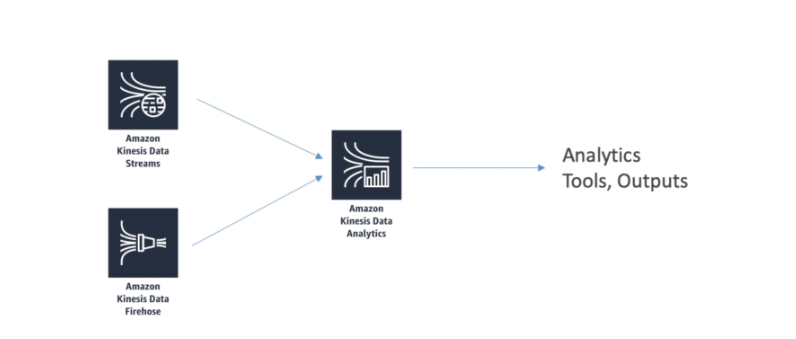 Amazon
Kinesis Data
Streams
Amazon
Kinesis Data
Analytics
Analytics
Tools, Outputs
Amazon
Kinesis Data
Firehose